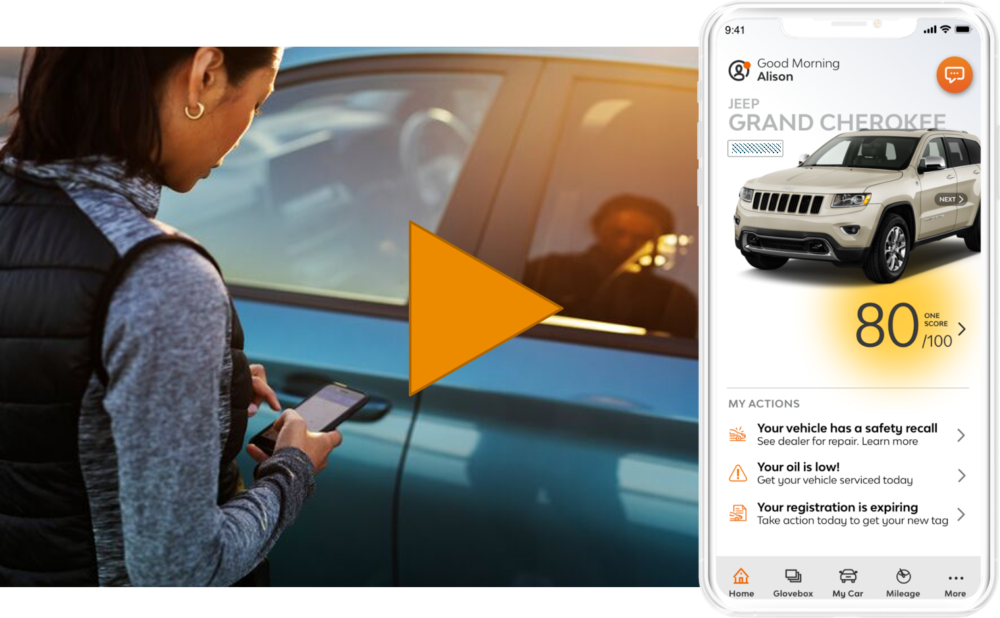 9:41
Good Morning
Alison
JEEP
GRAND CHEROKEE
NEXT
80
ONE
SCORE
/100
MY ACTIONS
Your vehicle has a safety recall
See dealer for repair. Learn more
Your oil is low!
Get your vehicle serviced today
Your registration is expiring
Take action today to get your new tag
Home
Glovebox
My Car
Mileage
More